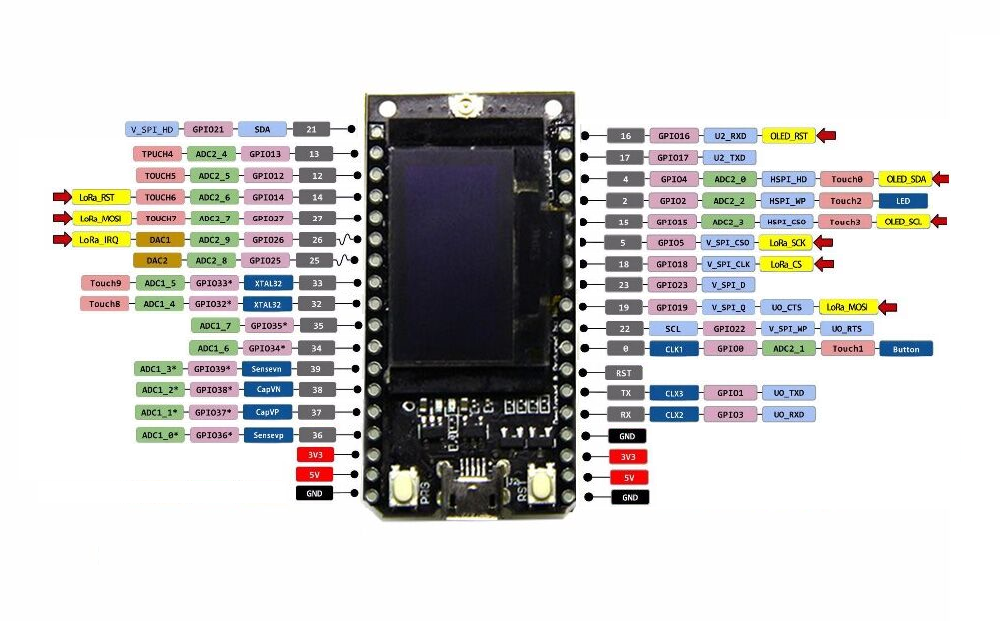 V_SPI_HD GPIO21 SDA 21
TPUCH4 ADC2_4 GPIO13 13
TOUCH5 ADC2_5 GPIO12 12
LoRa_RST TOUCH6 ADC2_6 GPIO14 14
LoRa_MOSI TOUCH7 ADC2_7 GPIO27 27
LoRa_IRQ DAC1 ADC2_9 GPIO26 26
DAC2 ADC2_8 GPIO25 25
Touch9 ADC1_5 GPIO33* XTAL32 33
Touch8 ADC1_4 GPIO32* XTAL32 32
ADC1_7 GPIO35* 35
ADC1_6 GPIO34* 34
ADC1_3* GPIO39* Sensevn 39
ADC1_2* GPIO38* CapVN 38
ADC1_1* GPIO37* CapVP 37
ADC1_0* GPIO36* Sensevp 36
3V3
5V
GND
PRG
RST
16 GPIO16 U2_RXD OLED_RST
17 GPIO17 U2_TXD
4 GPIO4 ADC2_0 HSPI_HD Touch0 OLED_SDA
2 GPIO2 ADC2_2 HSPI_WP Touch2 LED
15 GPIO15 ADC2_3 HSPI_CSO Touch3 OLED_SCL
5 GPIO5 V_SPI_CSO LoRa_SCK
18 GPIO18 V_SPI_CLK LoRa_CS
23 GPIO23 V_SPI_D
19 GPIO19 V_SPI_Q UO_CTS LoRa_MOSI
22 SCL GPIO22 V_SPI_WP UO_RTS
0 CLK1 GPIO0 ADC2_1 Touch1 Button
RST
TX CLX3 GPIO1 UO_TXD
RX CLX2 GPIO3 UO_RXD
GND
3V3
5V
GND